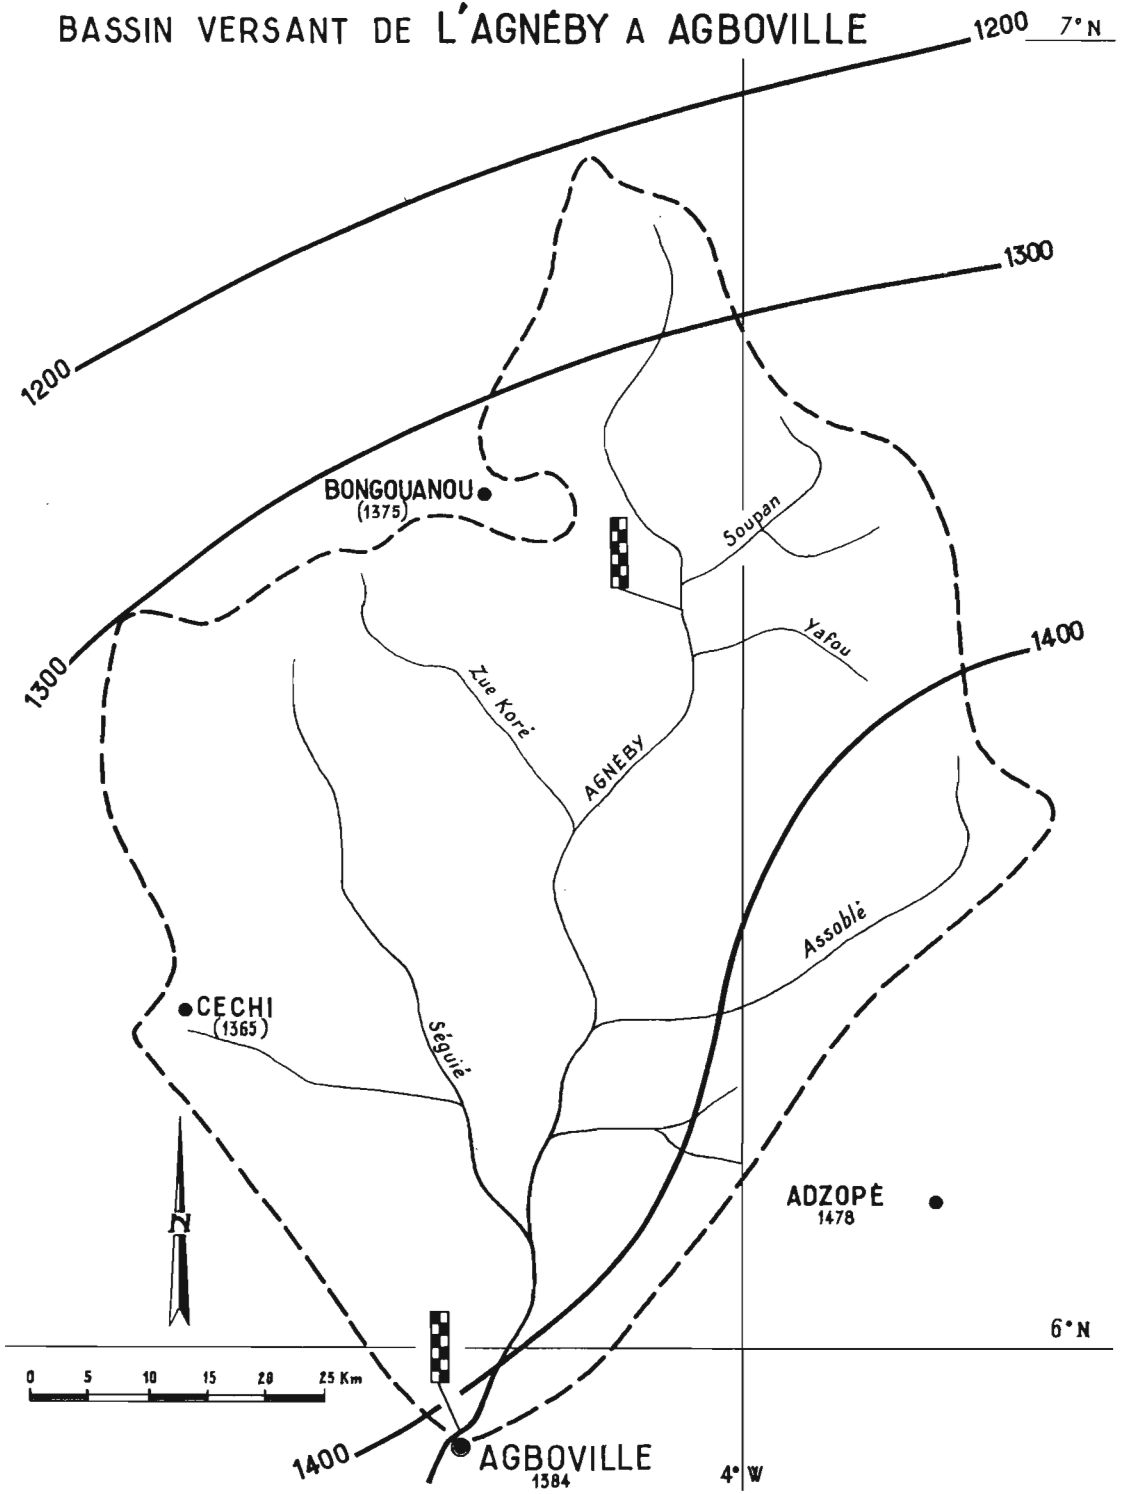 BASSIN VERSANT DE L'AGNÉBY A AGBOVILLE
1200
7° N
1300
1200
BONGOUANOU
(1375)
Soupan
Yafou
1400
1300
Zue Koré
AGNÉBY
Assoblé
CECHI
(1365)
Séguié
ADZOPÉ
1478
N
6° N
0 5 10 15 20 25 Km
1400
AGBOVILLE
1384
4° W